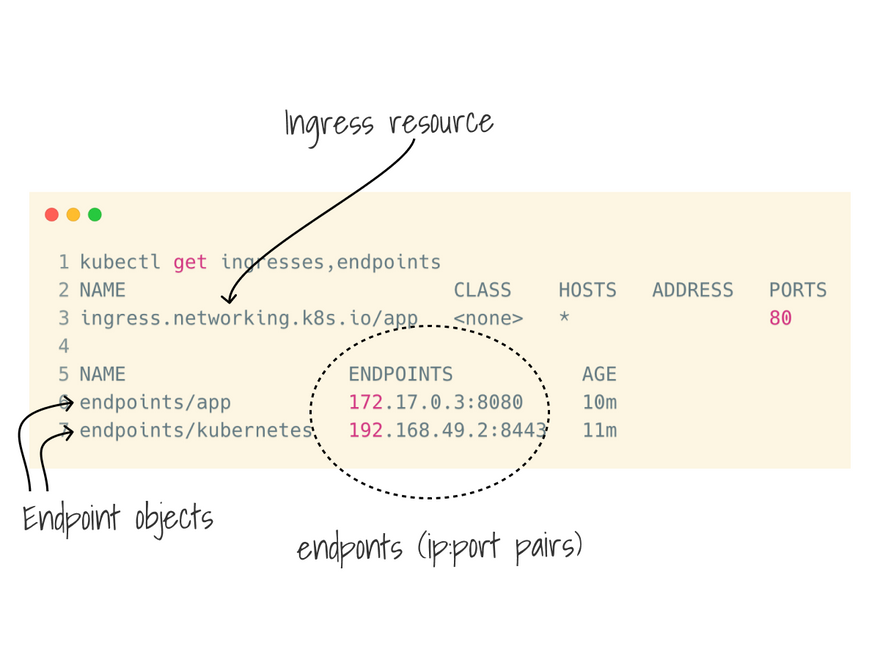 Ingress resource
1 kubectl get ingresses,endpoints
2 NAME CLASS HOSTS ADDRESS PORTS
3 ingress.networking.k8s.io/app <none> * 80
4
5 NAME ENDPOINTS AGE
6 endpoints/app 172.17.0.3:8080 10m
7 endpoints/kubernetes 192.168.49.2:8443 11m
Endpoint objects
endponts (ip:port pairs)